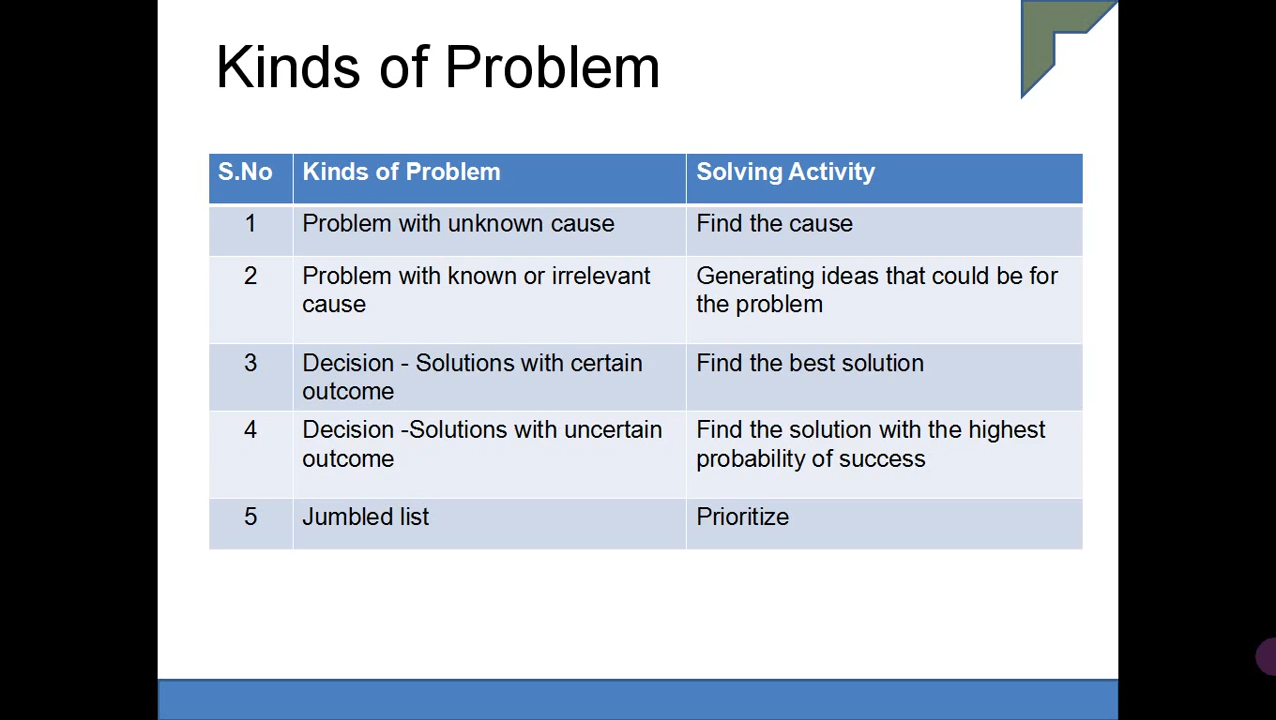 Kinds of Problem
S.No Kinds of Problem Solving Activity
1 Problem with unknown cause Find the cause
2 Problem with known or irrelevant Generating ideas that could be for
cause the problem
3 Decision - Solutions with certain Find the best solution
outcome
4 Decision -Solutions with uncertain Find the solution with the highest
outcome probability of success
5 Jumbled list Prioritize